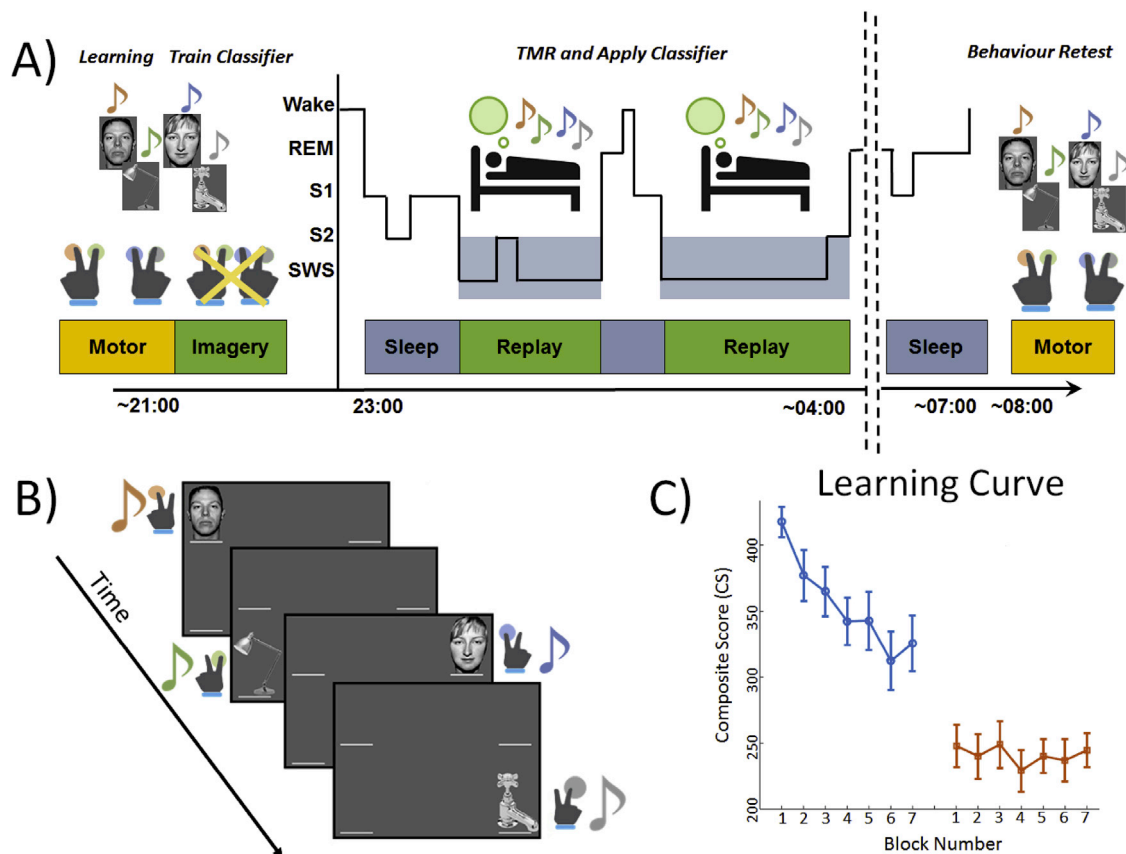 A)
Learning Train Classifier
TMR and Apply Classifier
Behaviour Retest
Wake
REM
S1
S2
SWS
Motor Imagery Sleep Replay Replay Sleep Motor
~21:00 23:00 ~04:00 ~07:00 ~08:00
B)
Time
C)
Learning Curve
Composite Score (CS)
400
350
300
250
200
1 2 3 4 5 6 7 1 2 3 4 5 6 7
Block Number